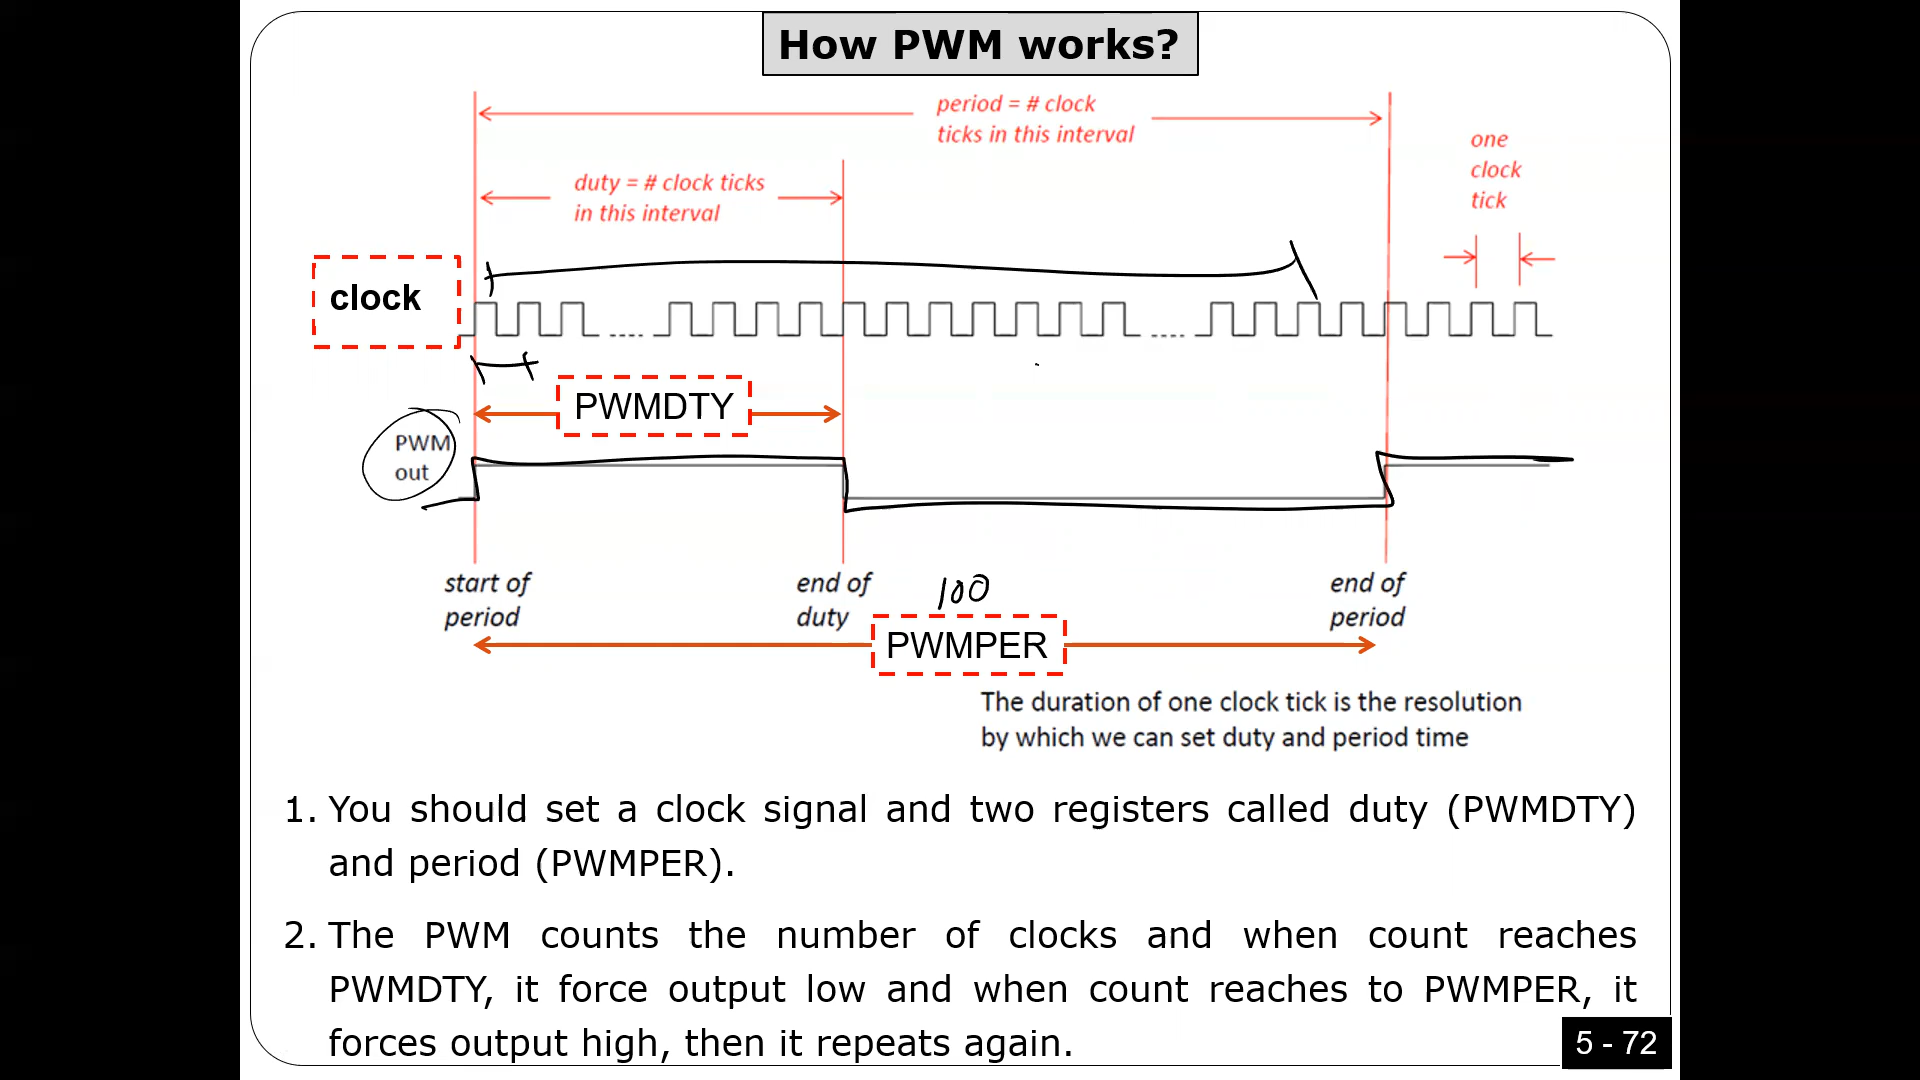 How PWM works?
period = # clock
ticks in this interval
one
clock
tick
duty = # clock ticks
in this interval
clock
PWMDTY
PWM
out
start of
period
end of
duty
100
end of
period
PWMPER
The duration of one clock tick is the resolution
by which we can set duty and period time
1. You should set a clock signal and two registers called duty (PWMDTY)
and period (PWMPER).
2. The PWM counts the number of clocks and when count reaches
PWMDTY, it force output low and when count reaches to PWMPER, it
forces output high, then it repeats again.
5 - 72